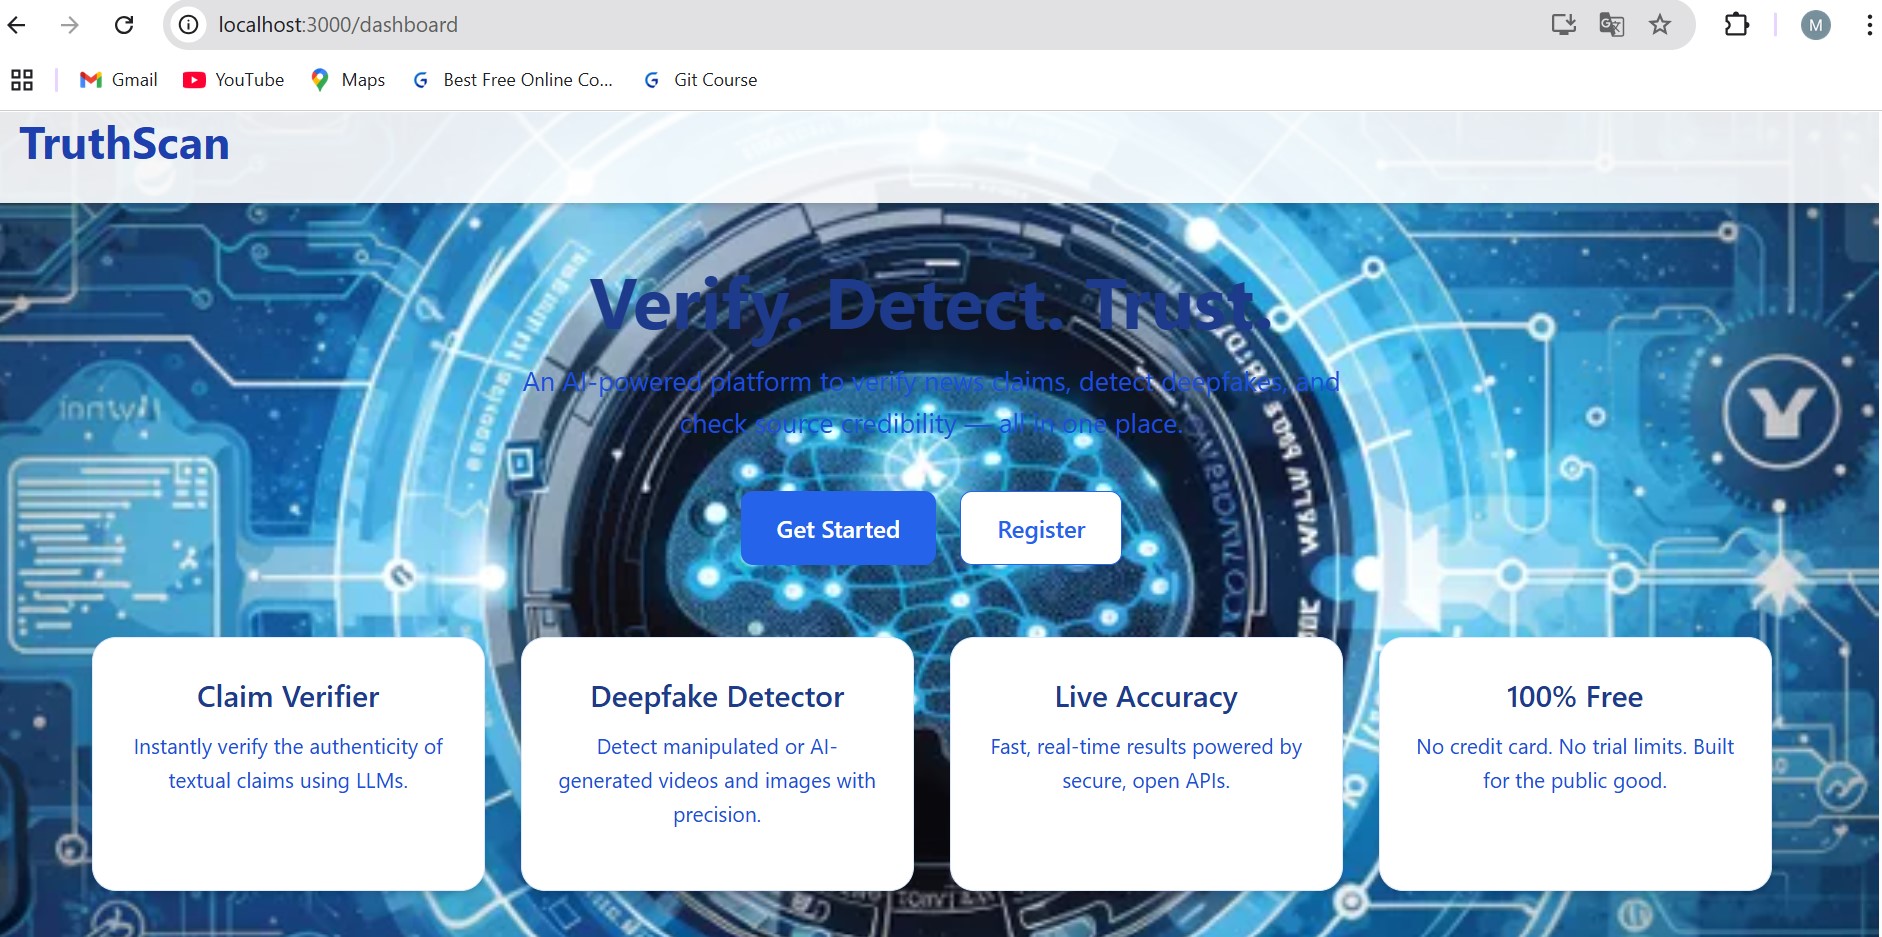 localhost:3000/dashboard
M
Gmail
YouTube
Maps
Best Free Online Co...
Git Course
TruthScan
Verify. Detect. Trust.
An AI-powered platform to verify news claims, detect deepfakes, and
check source credibility — all in one place.
Get Started
Register
Claim Verifier
Instantly verify the authenticity of
textual claims using LLMs.
Deepfake Detector
Detect manipulated or AI-
generated videos and images with
precision.
Live Accuracy
Fast, real-time results powered by
secure, open APIs.
100% Free
No credit card. No trial limits. Built
for the public good.